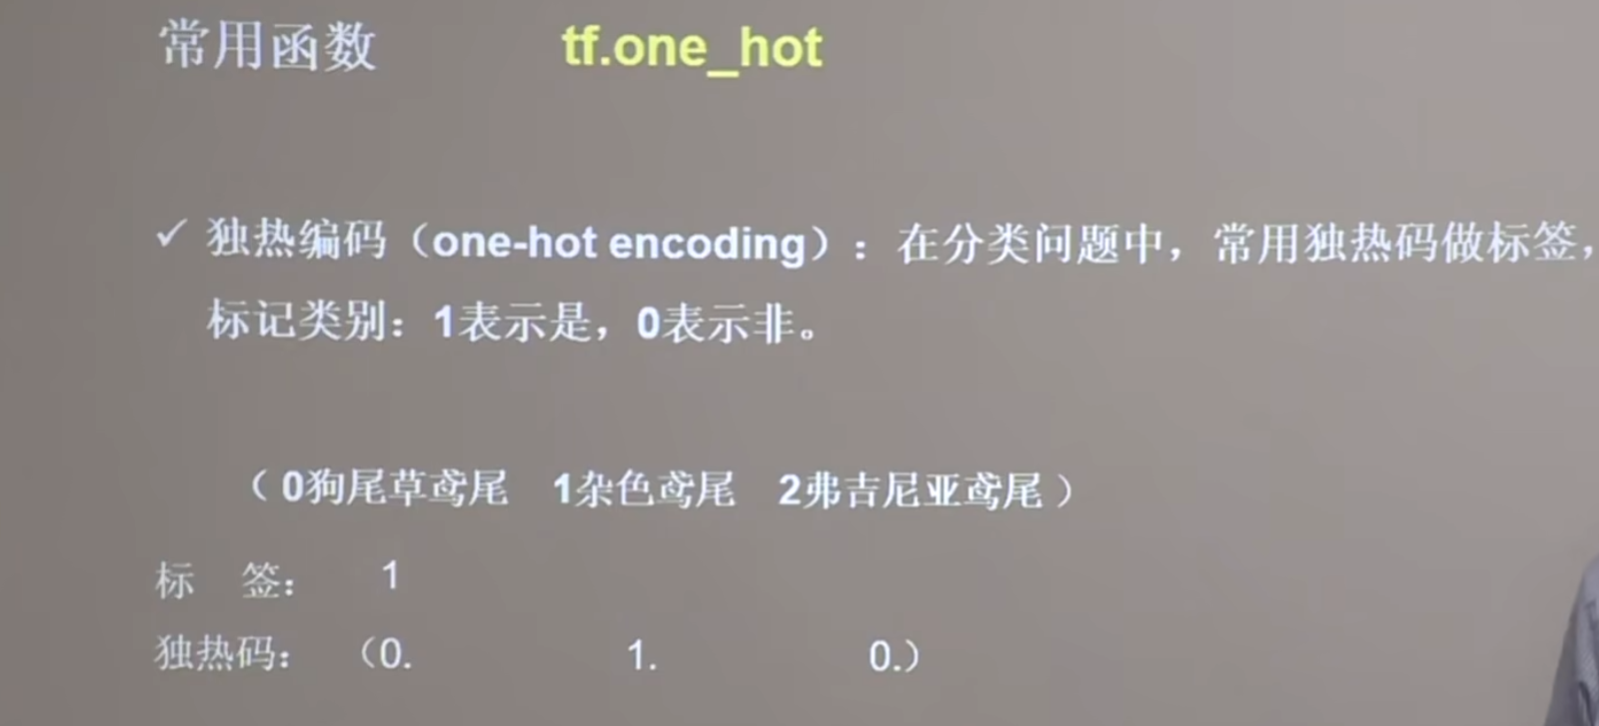 常用函数 tf.one_hot
✓ 独热编码（one-hot encoding）：在分类问题中，常用独热码做标签，
标记类别：1表示是，0表示非。
（0狗尾草鸢尾 1杂色鸢尾 2弗吉尼亚鸢尾）
标 签： 1
独热码：（0. 1. 0.）